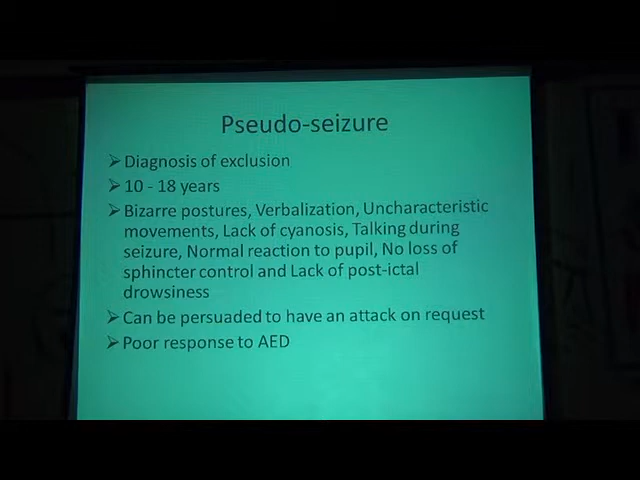 Pseudo-seizure
➢ Diagnosis of exclusion
➢ 10 - 18 years
➢ Bizarre postures, Verbalization, Uncharacteristic
movements, Lack of cyanosis, Talking during
seizure, Normal reaction to pupil, No loss of
sphincter control and Lack of post-ictal
drowsiness
➢ Can be persuaded to have an attack on request
➢ Poor response to AED